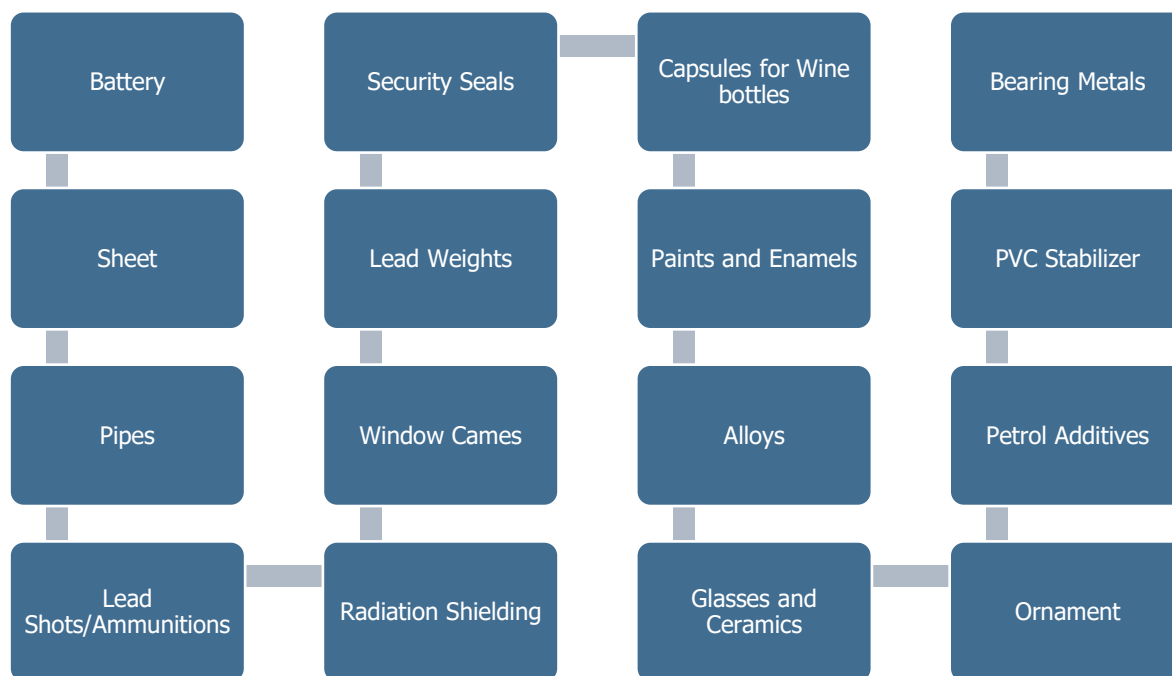 Battery
Security Seals
Capsules for Wine
bottles
Bearing Metals
Sheet
Lead Weights
Paints and Enamels
PVC Stabilizer
Pipes
Window Cames
Alloys
Petrol Additives
Lead
Shots/Ammunitions
Radiation Shielding
Glasses and
Ceramics
Ornament